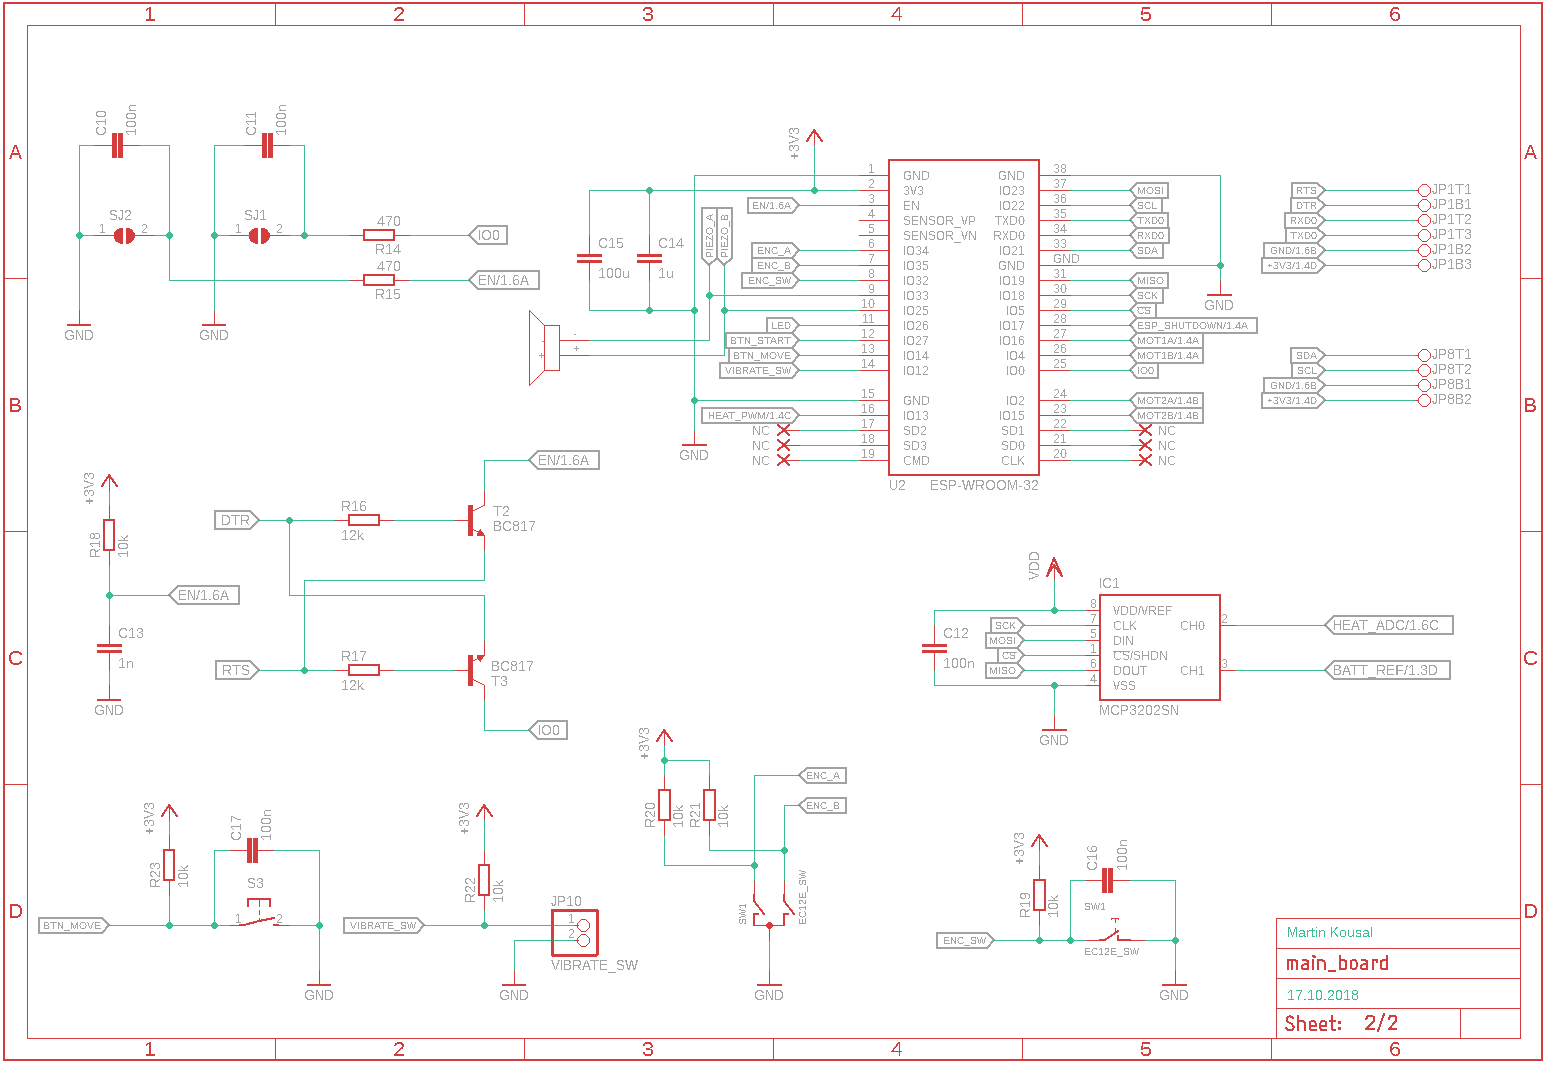 1 2 3 4 5 6
A
B
C
D
A
B
C
D
1 2 3 4 5 6
C10
100n
SJ2
1 2
GND
C11
100n
SJ1
1 2
GND
470
R14
IO0
470
R15
EN/1.6A
+3V3
C15
100u
C14
1u
PIEZO_A
PIEZO_B
-
+
-
+
GND
EN/1.6A
ENC_A
ENC_B
ENC_SW
LED
BTN_START
BTN_MOVE
VIBRATE_SW
HEAT_PWM/1.4C
NC
NC
NC
1 GND
2 3V3
3 EN
4 SENSOR_VP
5 SENSOR_VN
6 IO34
7 IO35
8 IO32
9 IO33
10 IO25
11 IO26
12 IO27
13 IO14
14 IO12
15 GND
16 IO13
17 SD2
18 SD3
19 CMD
GND 38
IO23 37 MOSI
IO22 36 SCL
TXD0 35 TXD0
RXD0 34 RXD0
IO21 33 SDA
GND GND
IO19 31 MISO
IO18 30 SCK
IO5 29 CS
IO17 28 ESP_SHUTDOWN/1.4A
IO16 27 MOT1A/1.4A
IO4 26 MOT1B/1.4A
IO0 25 IO0
IO2 24 MOT2A/1.4B
IO15 23 MOT2B/1.4B
SD1 22 NC
SD0 21 NC
CLK 20 NC
U2 ESP-WROOM-32
GND
RTS JP1T1
DTR JP1B1
RXD0 JP1T2
TXD0 JP1T3
GND/1.6B JP1B2
+3V3/1.4D JP1B3
SDA JP8T1
SCL JP8T2
GND/1.6B JP8B1
+3V3/1.4D JP8B2
+3V3
R18
10k
EN/1.6A
C13
1n
GND
DTR
R16
12k
EN/1.6A
T2
BC817
RTS
R17
12k
BC817
T3
IO0
VDD
C12
100n
SCK
MOSI
CS
MISO
IC1
8 VDD/VREF
7 CLK
5 DIN
1 CS/SHDN
6 DOUT
4 VSS
CH0 2
CH1 3
MCP3202SN
GND
HEAT_ADC/1.6C
BATT_REF/1.3D
+3V3
R23
10k
C17
100n
S3
1 2
BTN_MOVE
GND
+3V3
R22
10k
VIBRATE_SW
JP10
1
2
VIBRATE_SW
GND
+3V3
R20
10k
R21
10k
ENC_A
ENC_B
SW1
EC12E_SW
GND
+3V3
R19
10k
C16
100n
SW1
EC12E_SW
ENC_SW
GND
Martin Kousal
main_board
17.10.2018
Sheet: 2/2